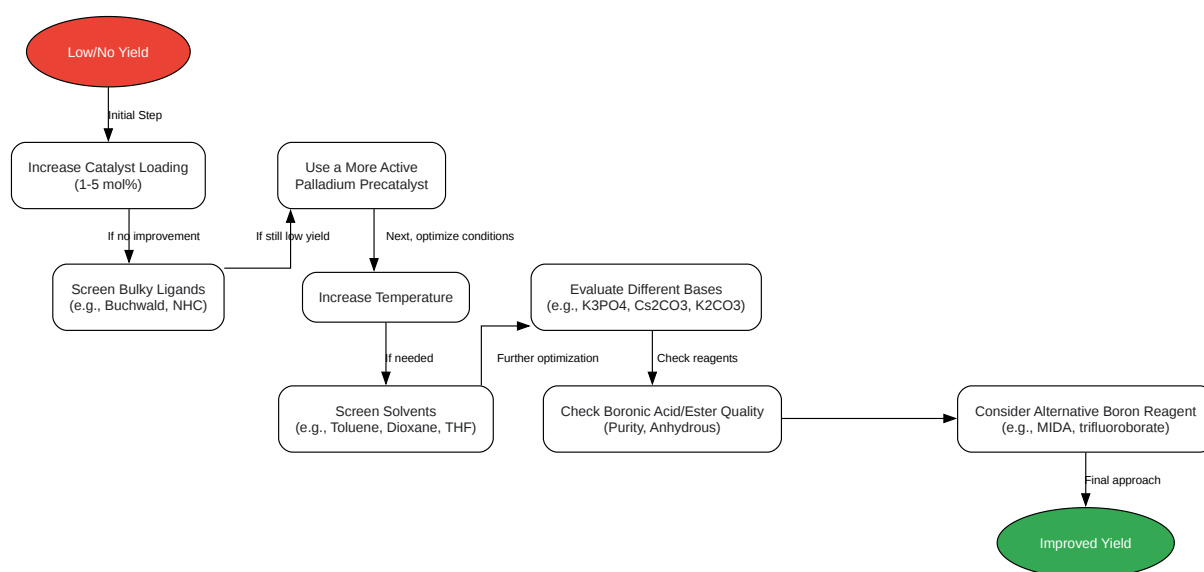 Low/No Yield
Initial Step
Increase Catalyst Loading
(1-5 mol%)
If no improvement
Screen Bulky Ligands
(e.g., Buchwald, NHC)
If still low yield
Use a More Active
Palladium Precatalyst
Next, optimize conditions
Increase Temperature
If needed
Screen Solvents
(e.g., Toluene, Dioxane, THF)
Further optimization
Evaluate Different Bases
(e.g., K3PO4, Cs2CO3, K2CO3)
Check reagents
Check Boronic Acid/Ester Quality
(Purity, Anhydrous)
Consider Alternative Boron Reagent
(e.g., MIDA, trifluoroborate)
Final approach
Improved Yield